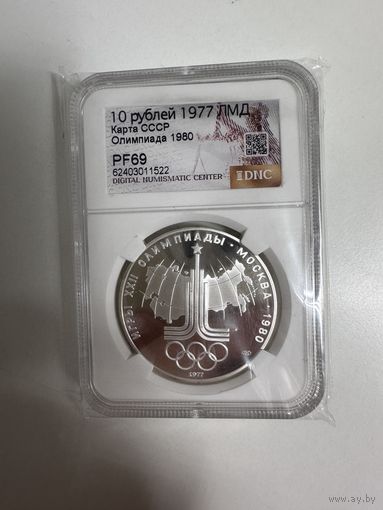 10 рублей 1977 ЛМД
Карта СССР
Олимпиада 1980
PF69
62403011522
DIGITAL NUMISMATIC CENTER
DNC
ИГРЫ XXII ОЛИМПИАДЫ · МОСКВА · 1980
1977
www.ay.by